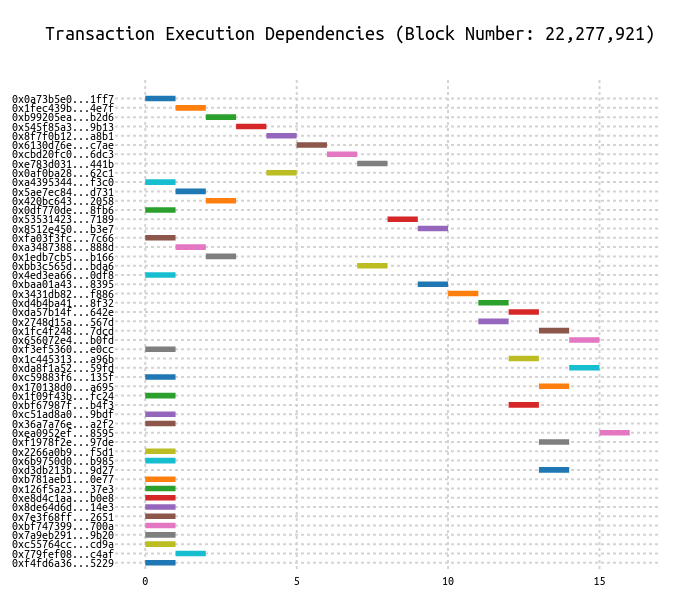 Transaction Execution Dependencies (Block Number: 22,277,921)
0x0a73b5e0...1ff7
0x1fec439b...4e7f
0xb99205ea...b2d6
0x545f85a3...9b13
0x8f7f0b12...a8b1
0x6130d76e...c7ae
0xcbd20fc0...6dc3
0xe783d031...441b
0x0af0ba28...62c1
0xa4395344...f3c0
0x5ae7ec84...d731
0x420bc643...2058
0x0df770de...8fb6
0x53531423...7189
0x8512e450...b3e7
0xfa03f3fc...7c66
0xa3487388...888d
0x1edb7cb5...b166
0xbb3c565d...bda6
0x4ed3ea66...0df8
0xbaa01a43...8395
0x3431db82...f886
0xd4b4ba41...8f32
0xda57b14f...642e
0x2748d15a...567d
0x1fc4f248...7dcd
0x656072e4...b0fd
0xf3ef5360...e0cc
0x1c445313...a96b
0xda8f1a52...59fd
0xc59883f6...135f
0x170138d0...a695
0x1f09f43b...fc24
0xbf67987f...b4f3
0xc51ad8a0...9bdf
0x36a7a76e...a2f2
0xea0952ef...8595
0xf1978f2e...97de
0x2266a0b9...f5d1
0x6b9750d0...b985
0xd3db213b...9d27
0xb781aeb1...0e77
0x126f5a23...37e3
0xe8d4c1aa...b0e8
0x8de64d6d...14e3
0x7e3f68ff...2651
0xbf747399...700a
0x7a9eb291...9b20
0xc55764cc...cd9a
0x779fef08...c4af
0xf4fd6a36...5229
0 5 10 15